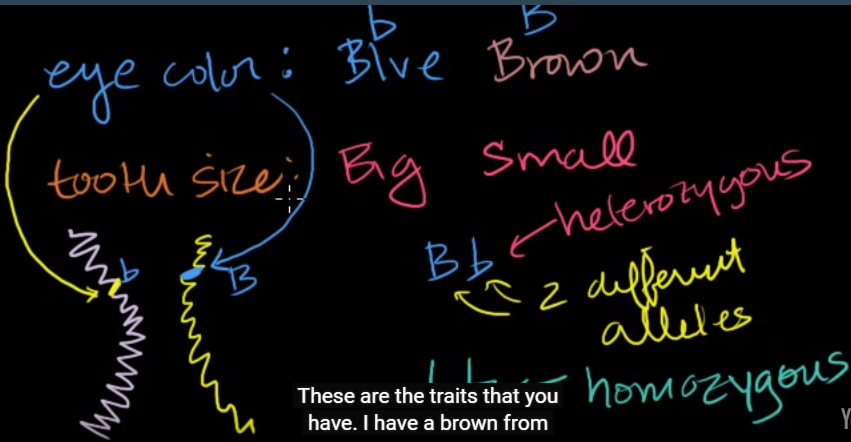 b B
eye color: Blue Brown
tooth size: Big Small
heterozygous
b B Bb
2 different
alleles
homozygous
These are the traits that you
have. I have a brown from